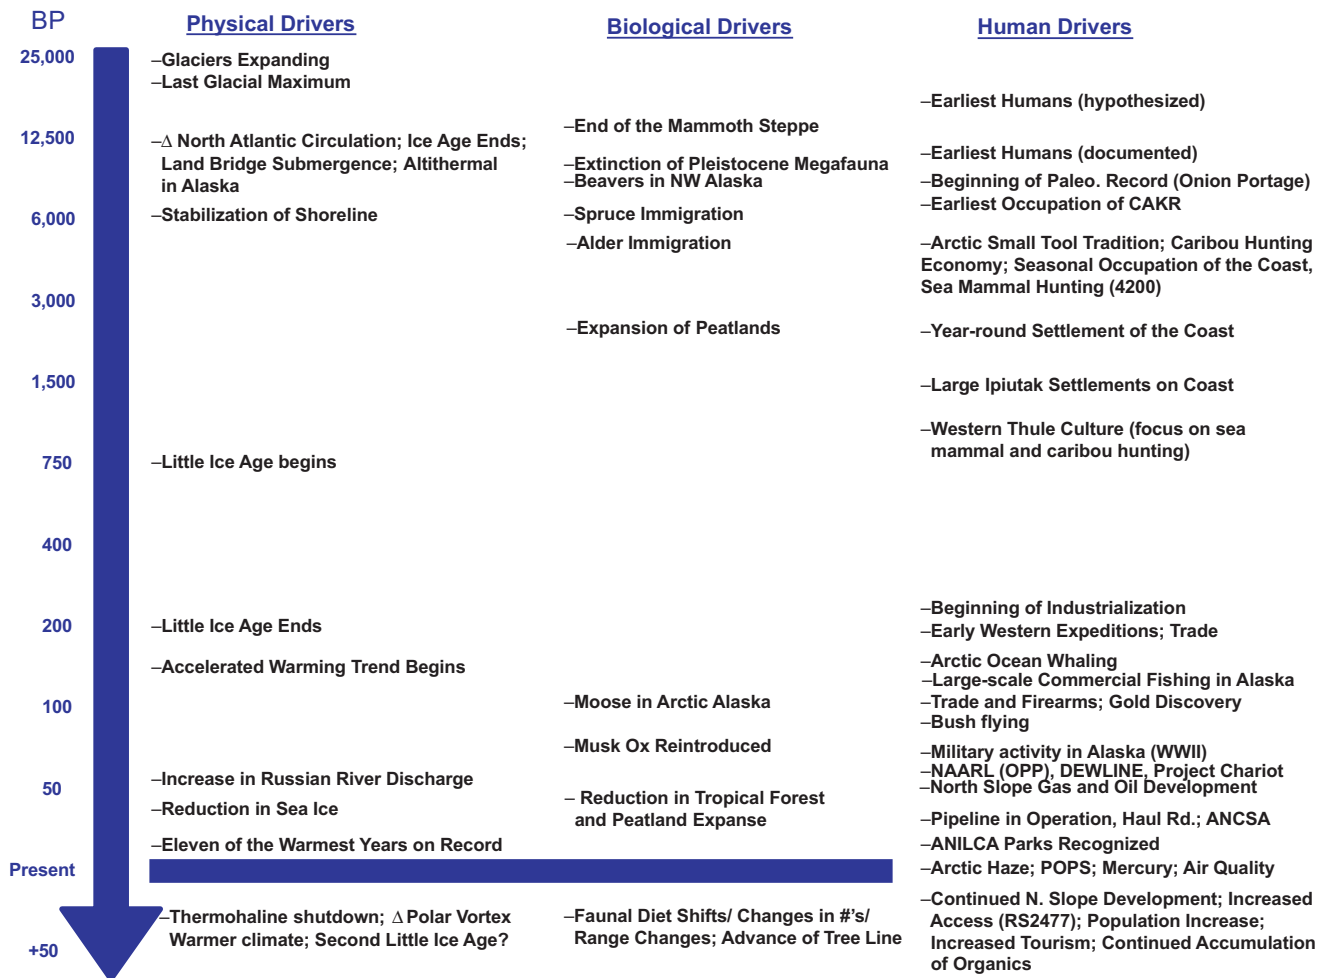 BP
Physical Drivers
Biological Drivers
Human Drivers
25,000
12,500
6,000
3,000
1,500
750
400
200
100
50
Present
+50
–Glaciers Expanding
–Last Glacial Maximum
–Δ North Atlantic Circulation; Ice Age Ends;
Land Bridge Submergence; Altithermal
in Alaska
–Stabilization of Shoreline
–Little Ice Age begins
–Little Ice Age Ends
–Accelerated Warming Trend Begins
–Increase in Russian River Discharge
–Reduction in Sea Ice
–Eleven of the Warmest Years on Record
–Thermohaline shutdown; Δ Polar Vortex
Warmer climate; Second Little Ice Age?
–End of the Mammoth Steppe
–Extinction of Pleistocene Megafauna
–Beavers in NW Alaska
–Spruce Immigration
–Alder Immigration
–Expansion of Peatlands
–Moose in Arctic Alaska
–Musk Ox Reintroduced
– Reduction in Tropical Forest
and Peatland Expanse
–Faunal Diet Shifts/ Changes in #'s/
Range Changes; Advance of Tree Line
–Earliest Humans (hypothesized)
–Earliest Humans (documented)
–Beginning of Paleo. Record (Onion Portage)
–Earliest Occupation of CAKR
–Arctic Small Tool Tradition; Caribou Hunting
Economy; Seasonal Occupation of the Coast,
Sea Mammal Hunting (4200)
–Year-round Settlement of the Coast
–Large Ipiutak Settlements on Coast
–Western Thule Culture (focus on sea
mammal and caribou hunting)
–Beginning of Industrialization
–Early Western Expeditions; Trade
–Arctic Ocean Whaling
–Large-scale Commercial Fishing in Alaska
–Trade and Firearms; Gold Discovery
–Bush flying
–Military activity in Alaska (WWII)
–NAARL (OPP), DEWLINE, Project Chariot
–North Slope Gas and Oil Development
–Pipeline in Operation, Haul Rd.; ANCSA
–ANILCA Parks Recognized
–Arctic Haze; POPS; Mercury; Air Quality
–Continued N. Slope Development; Increased
Access (RS2477); Population Increase;
Increased Tourism; Continued Accumulation
of Organics